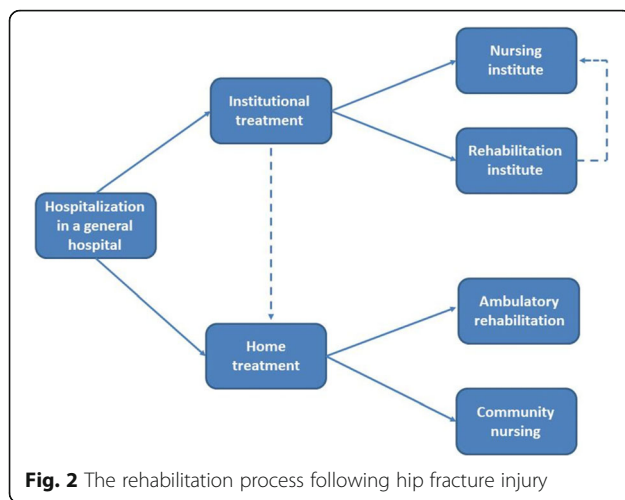 Nursing
institute
Institutional
treatment
Rehabilitation
institute
Hospitalization
in a general
hospital
Ambulatory
rehabilitation
Home
treatment
Community
nursing
Fig. 2 The rehabilitation process following hip fracture injury